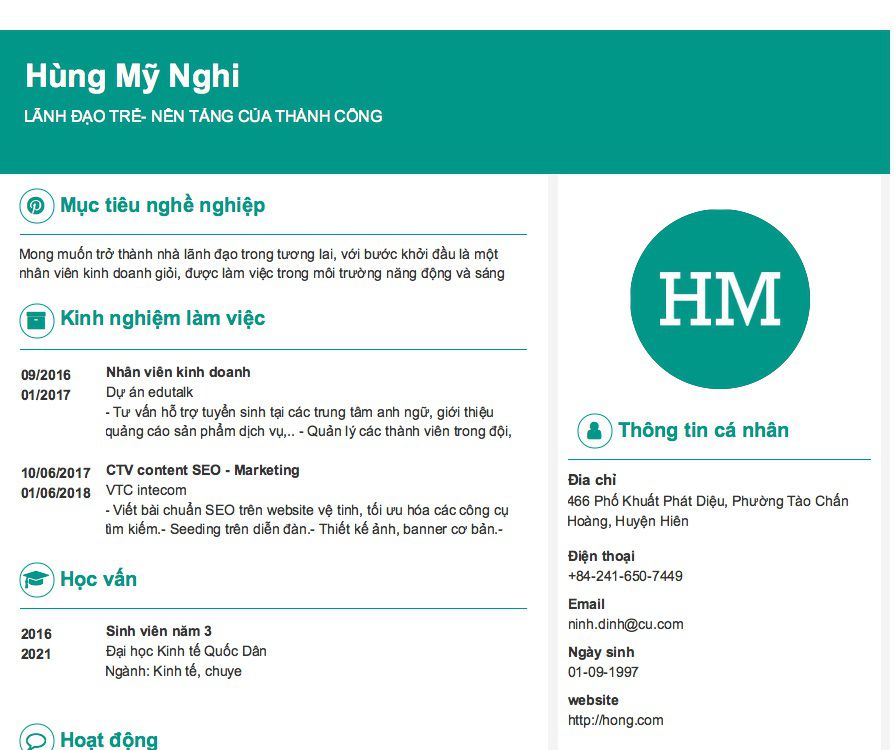 Hùng Mỹ Nghi
LÃNH ĐẠO TRẺ- NỀN TẢNG CỦA THÀNH CÔNG
Mục tiêu nghề nghiệp
Mong muốn trở thành nhà lãnh đạo trong tương lai, với bước khởi đầu là một
nhân viên kinh doanh giỏi, được làm việc trong môi trường năng động và sáng
Kinh nghiệm làm việc
09/2016
01/2017
Nhân viên kinh doanh
Dự án edutalk
- Tư vấn hỗ trợ tuyển sinh tại các trung tâm anh ngữ, giới thiệu
quảng cáo sản phẩm dịch vụ,.. - Quản lý các thành viên trong đội,
10/06/2017
01/06/2018
CTV content SEO - Marketing
VTC intecom
- Viết bài chuẩn SEO trên website vệ tinh, tối ưu hóa các công cụ
tìm kiếm.- Seeding trên diễn đàn.- Thiết kế ảnh, banner cơ bản.-
Học vấn
2016
2021
Sinh viên năm 3
Đại học Kinh tế Quốc Dân
Ngành: Kinh tế, chuye
Hoạt động
HM
Thông tin cá nhân
Đia chỉ
466 Phố Khuất Phát Diệu, Phường Tào Chấn
Hoàng, Huyện Hiên
Điện thoại
+84-241-650-7449
Email
ninh.dinh@cu.com
Ngày sinh
01-09-1997
website
http://hong.com